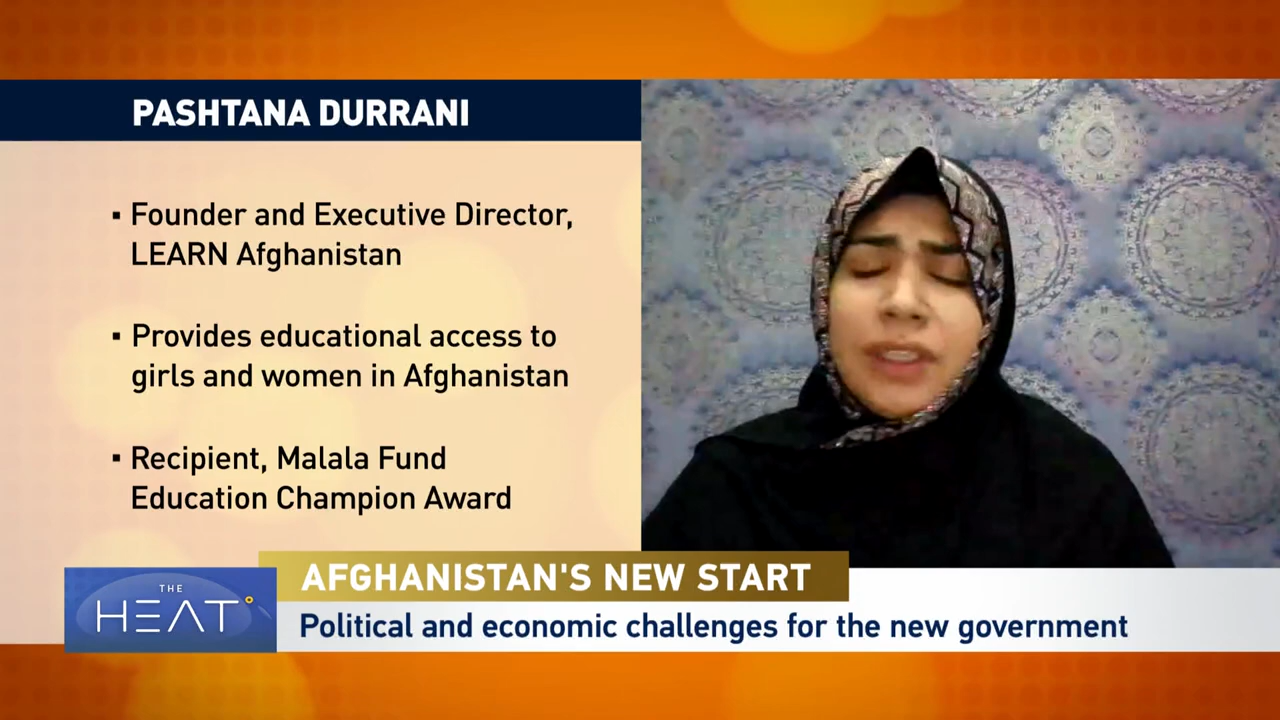 PASHTANA DURRANI
▪ Founder and Executive Director,
LEARN Afghanistan
▪ Provides educational access to
girls and women in Afghanistan
▪ Recipient, Malala Fund
Education Champion Award
AFGHANISTAN'S NEW START
THE
HEAT
Political and economic challenges for the new government